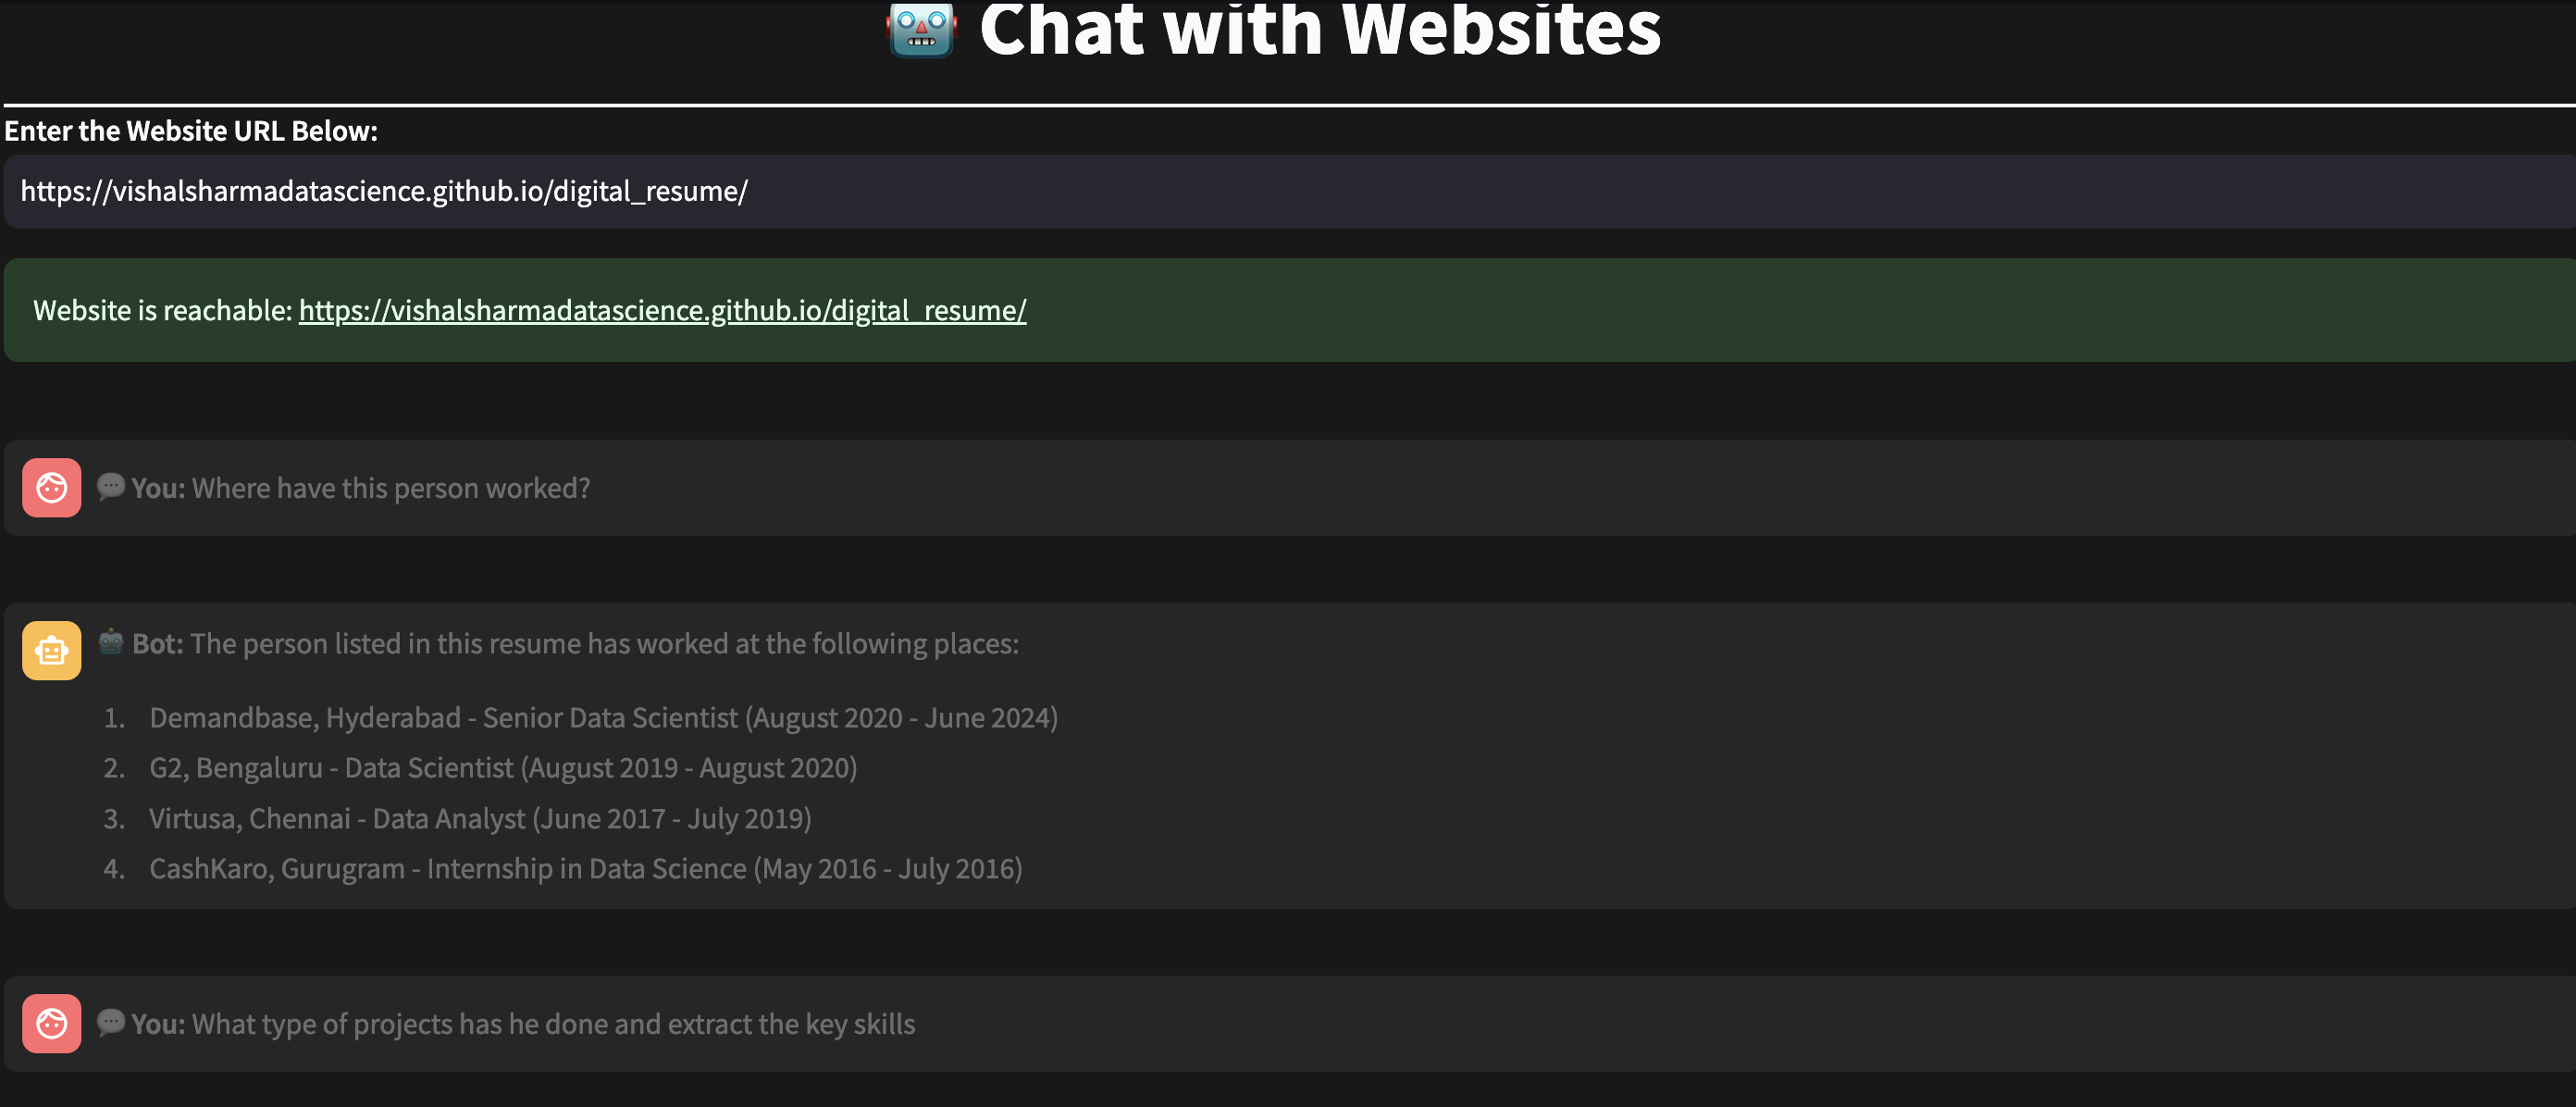 Chat with Websites
Enter the Website URL Below:
https://vishalsharmadatascience.github.io/digital_resume/
Website is reachable: https://vishalsharmadatascience.github.io/digital_resume/
You: Where have this person worked?
Bot: The person listed in this resume has worked at the following places:
1. Demandbase, Hyderabad - Senior Data Scientist (August 2020 - June 2024)
2. G2, Bengaluru - Data Scientist (August 2019 - August 2020)
3. Virtusa, Chennai - Data Analyst (June 2017 - July 2019)
4. CashKaro, Gurugram - Internship in Data Science (May 2016 - July 2016)
You: What type of projects has he done and extract the key skills